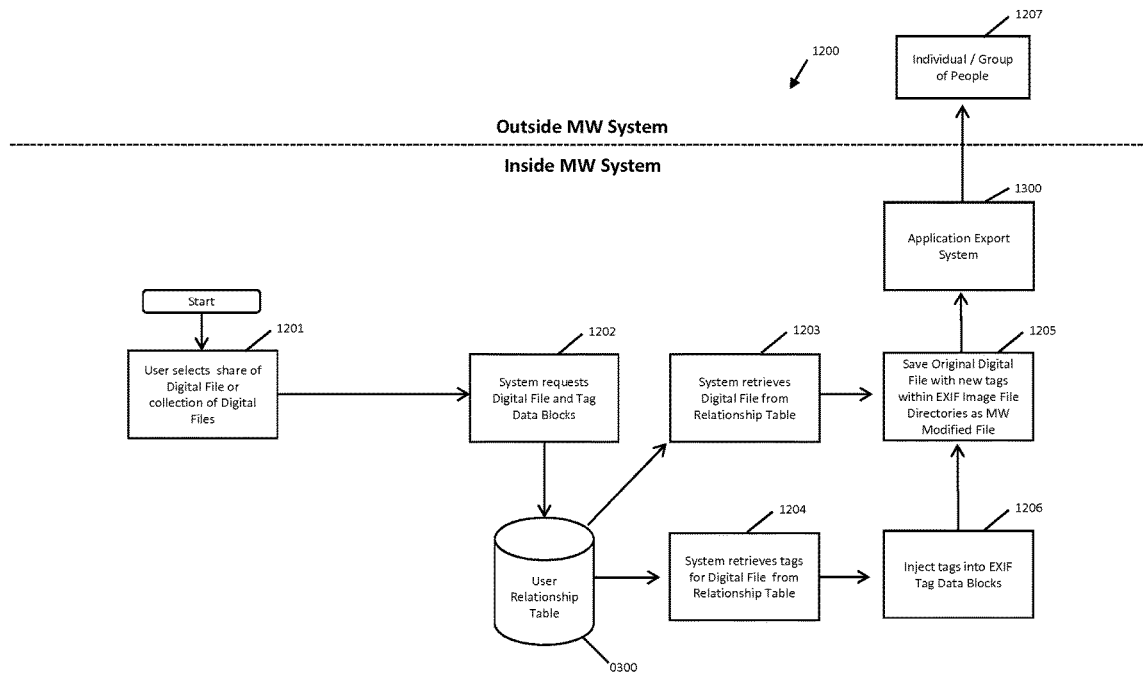 1207
Individual / Group
of People
1200
Outside MW System
Inside MW System
1300
Application Export
System
Start
1201
User selects share of
Digital File or
collection of Digital
Files
1202
System requests
Digital File and Tag
Data Blocks
1203
System retrieves
Digital File from
Relationship Table
1205
Save Original Digital
File with new tags
within EXIF Image File
Directories as MW
Modified File
User
Relationship
Table
0300
1204
System retrieves tags
for Digital File from
Relationship Table
1206
Inject tags into EXIF
Tag Data Blocks